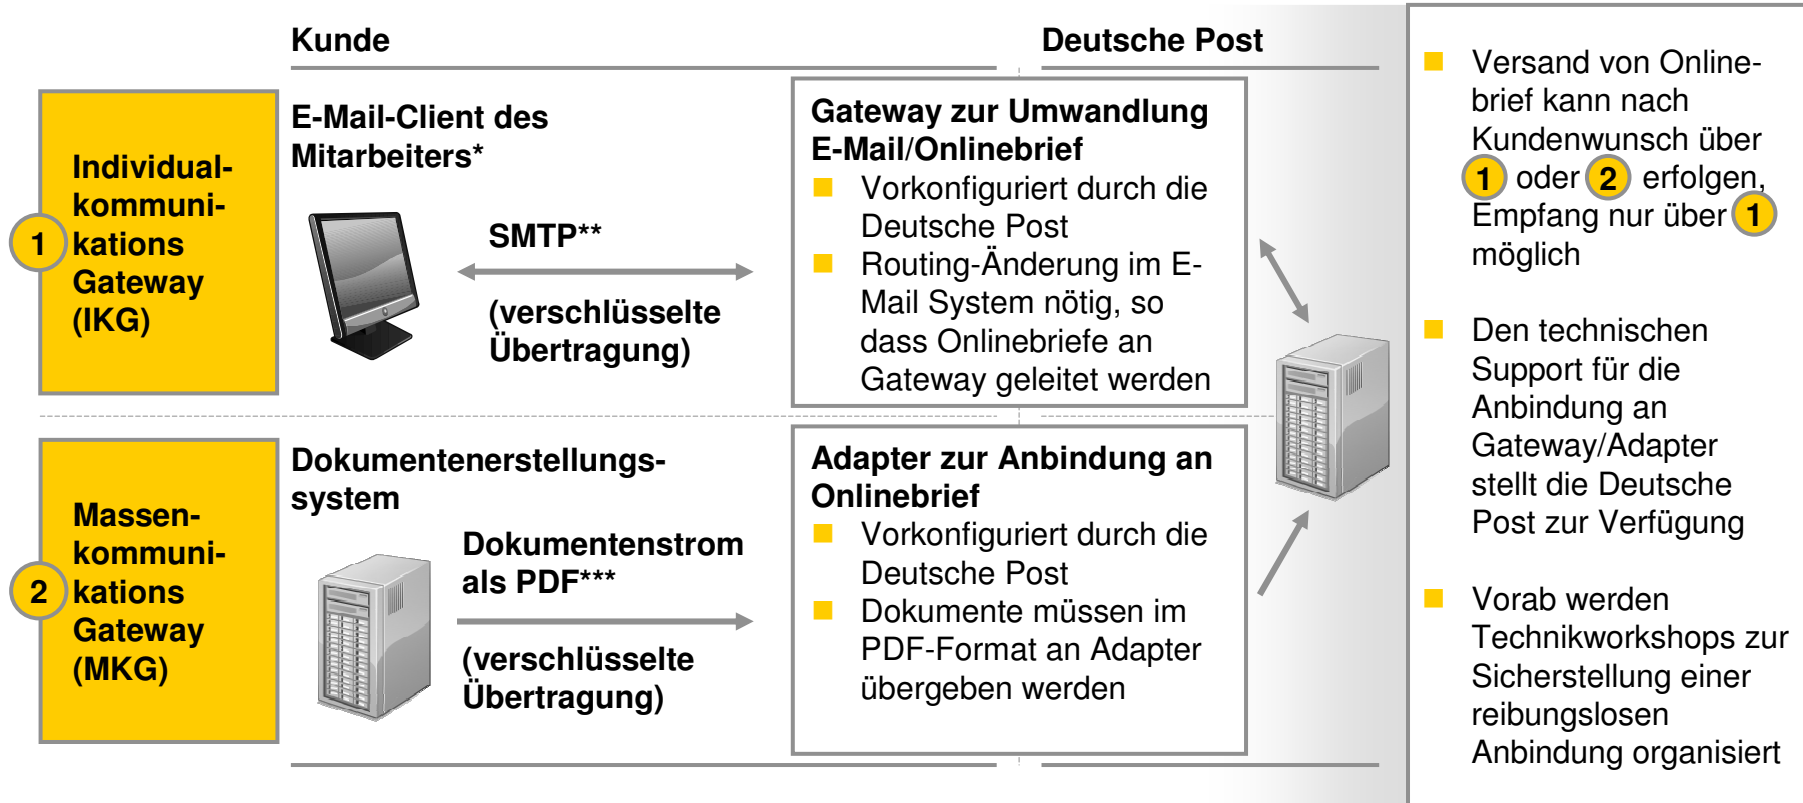 Kunde
Deutsche Post
1
Individual-
kommuni-
kations
Gateway
(IKG)
E-Mail-Client des
Mitarbeiters*
SMTP**
(verschlüsselte
Übertragung)
Gateway zur Umwandlung
E-Mail/Onlinebrief
Vorkonfiguriert durch die
Deutsche Post
Routing-Änderung im E-
Mail System nötig, so
dass Onlinebriefe an
Gateway geleitet werden
2
Massen-
kommuni-
kations
Gateway
(MKG)
Dokumentenerstellungs-
system
Dokumentenstrom
als PDF***
(verschlüsselte
Übertragung)
Adapter zur Anbindung an
Onlinebrief
Vorkonfiguriert durch die
Deutsche Post
Dokumente müssen im
PDF-Format an Adapter
übergeben werden
Versand von Online-
brief kann nach
Kundenwunsch über
1 oder 2 erfolgen,
Empfang nur über 1
möglich
Den technischen
Support für die
Anbindung an
Gateway/Adapter
stellt die Deutsche
Post zur Verfügung
Vorab werden
Technikworkshops zur
Sicherstellung einer
reibungslosen
Anbindung organisiert